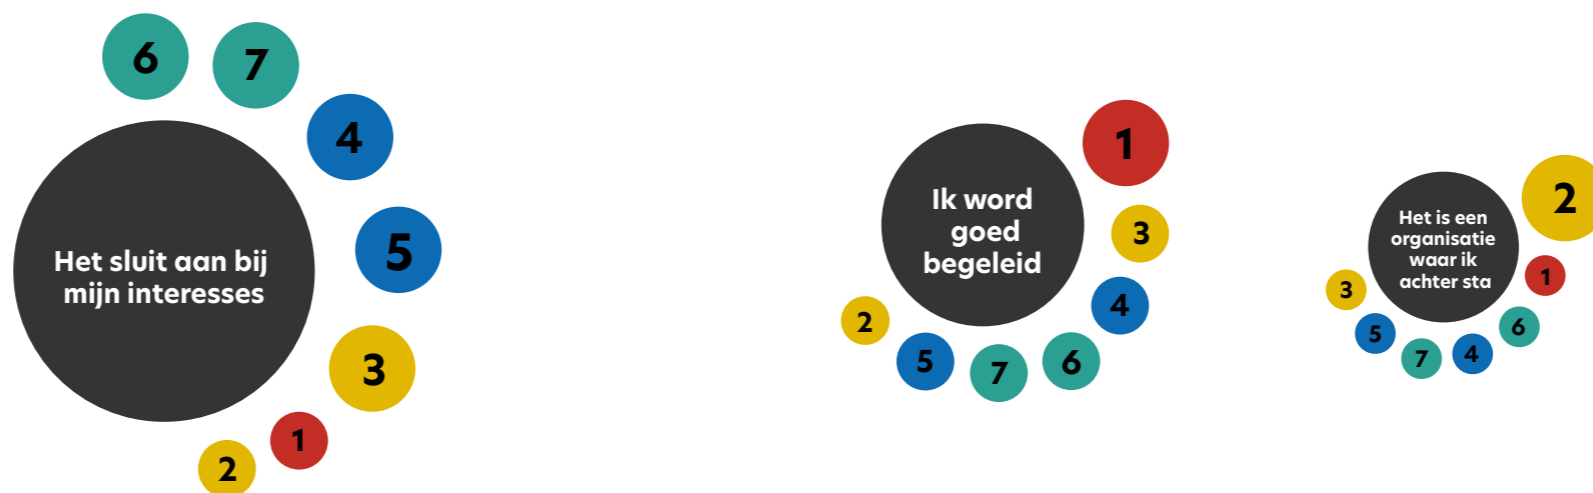 6
7
4
5
3
1
2
Het sluit aan bij
mijn interesses
1
3
4
6
7
5
2
Ik word
goed
begeleid
2
1
6
4
7
5
3
Het is een
organisatie
waar ik
achter sta